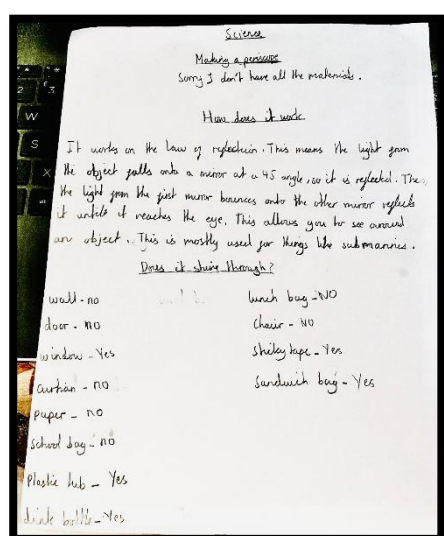 Science
Making a periscope
Sorry I don't have all the materials.
How does it work
It works on the Law of reflection. This means the light from
the object falls onto a mirror at a 45 angle, so it is reflected. Then,
the light from the first mirror bounces onto the other mirror reflects
it until it reaches the eye. This allows you to see around
an object. This is mostly used for things like submarines.
Does it shine through?
wall - no
door - no
window - Yes
curtian - no
paper - no
school bag - no
Plastic tub - Yes
drink bottle - Yes
lunch bag - NO
Chair - NO
Sticky tape - Yes
Sandwich bag - Yes
2
3
W
S
X